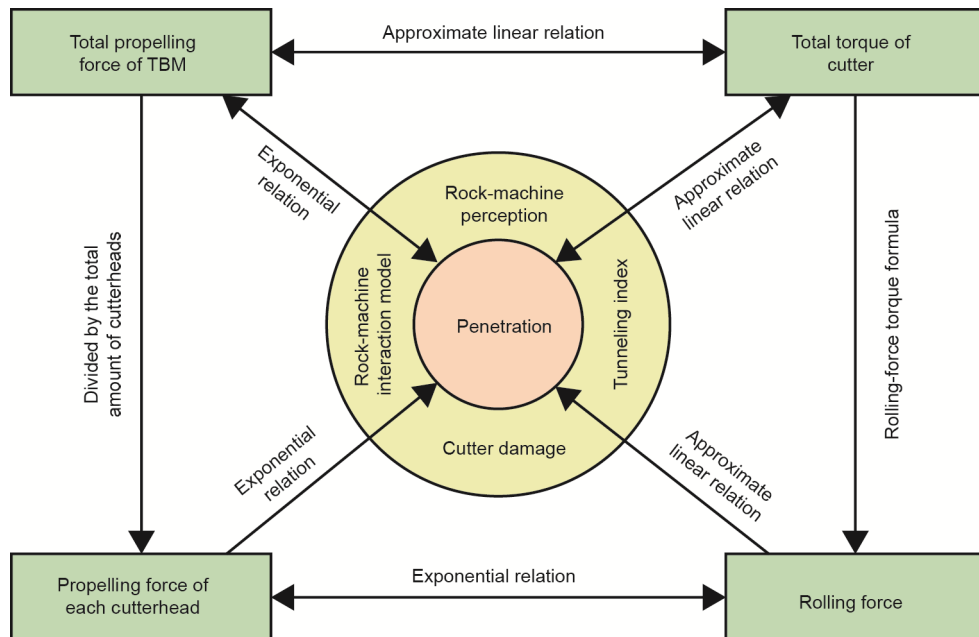 Total propelling
force of TBM
Approximate linear relation
Total torque of
cutter
Exponential
relation
Approximate
linear relation
Rock-machine
perception
Divided by the total
amount of cutterheads
Rock-machine
interaction model
Penetration
Tunneling index
Rolling-force torque formula
Cutter damage
Exponential
relation
Approximate
linear relation
Propelling force of
each cutterhead
Exponential relation
Rolling force